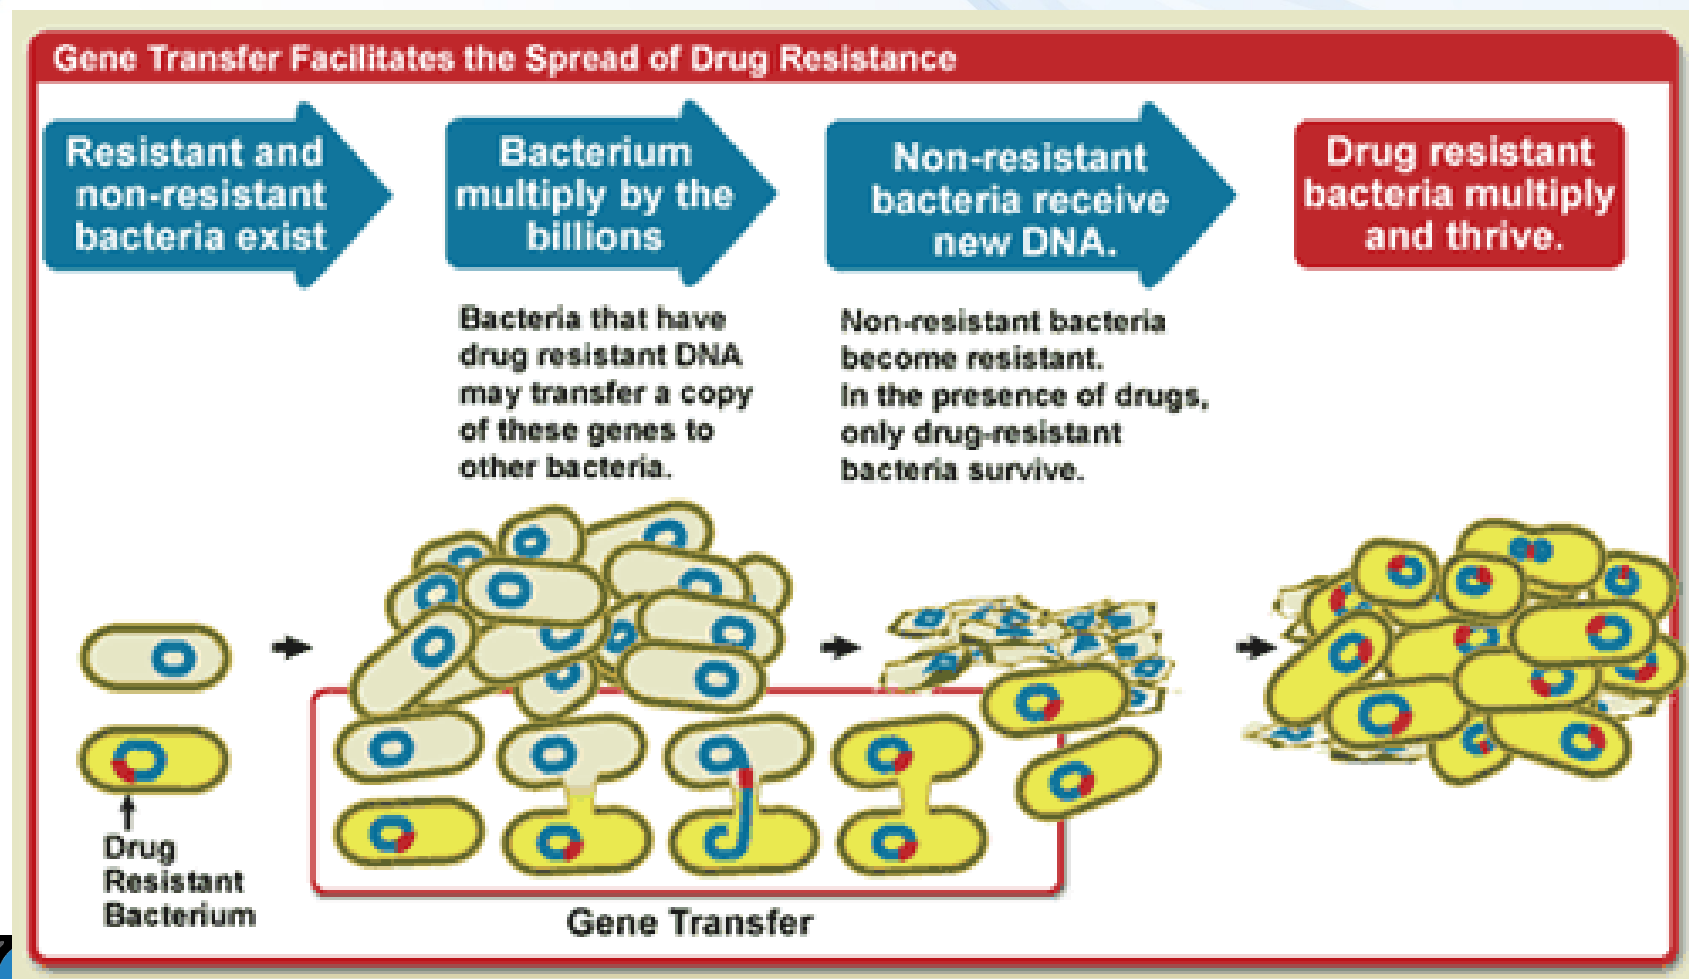 Gene Transfer Facilitates the Spread of Drug Resistance
Resistant and
non-resistant
bacteria exist
Bacterium
multiply by the
billions
Non-resistant
bacteria receive
new DNA.
Drug resistant
bacteria multiply
and thrive.
Bacteria that have
drug resistant DNA
may transfer a copy
of these genes to
other bacteria.
Non-resistant bacteria
become resistant.
In the presence of drugs,
only drug-resistant
bacteria survive.
Drug
Resistant
Bacterium
Gene Transfer